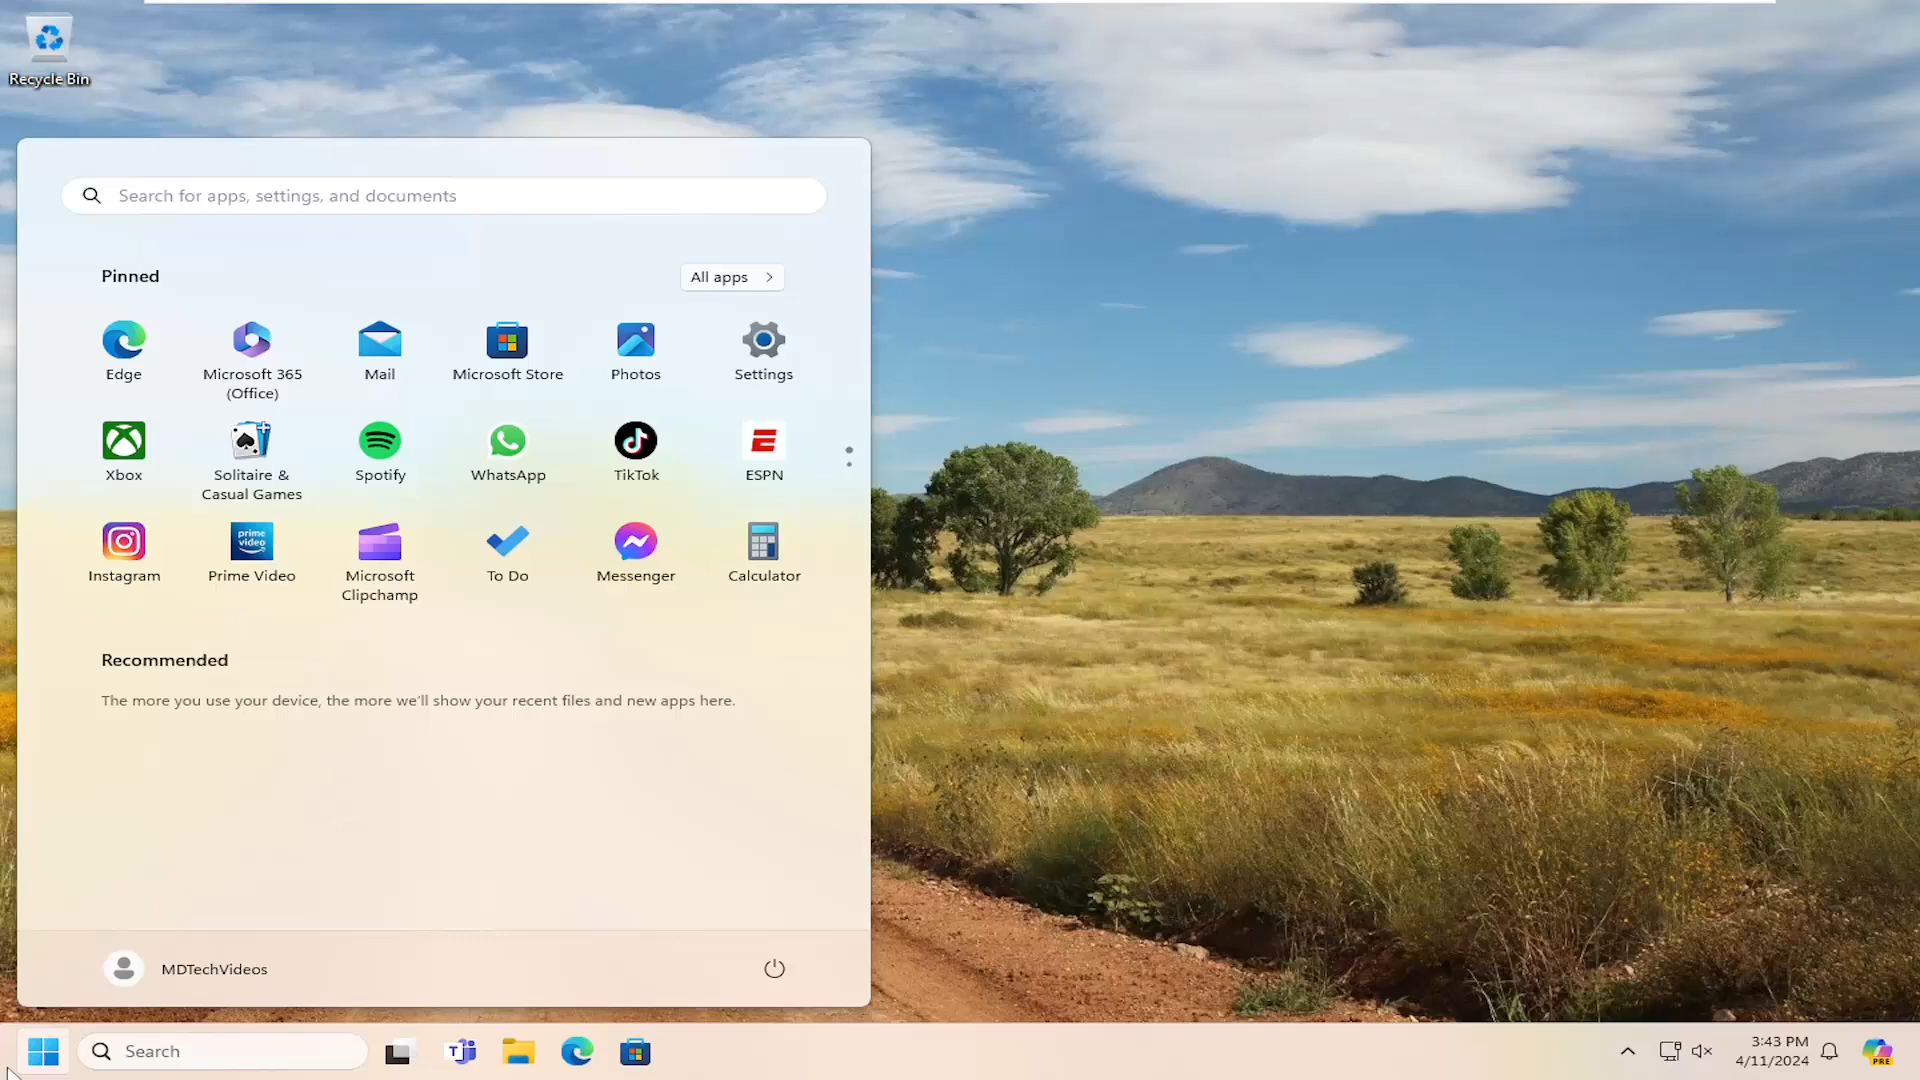 Recycle Bin
Search for apps, settings, and documents
Pinned
All apps
Edge
Microsoft 365
(Office)
Mail
Microsoft Store
Photos
Settings
Xbox
Solitaire &
Casual Games
Spotify
WhatsApp
TikTok
ESPN
prime
video
Instagram
Prime Video
Microsoft
Clipchamp
To Do
Messenger
Calculator
Recommended
The more you use your device, the more we'll show your recent files and new apps here.
MDTechVideos
Search
3:43 PM
4/11/2024
PRE